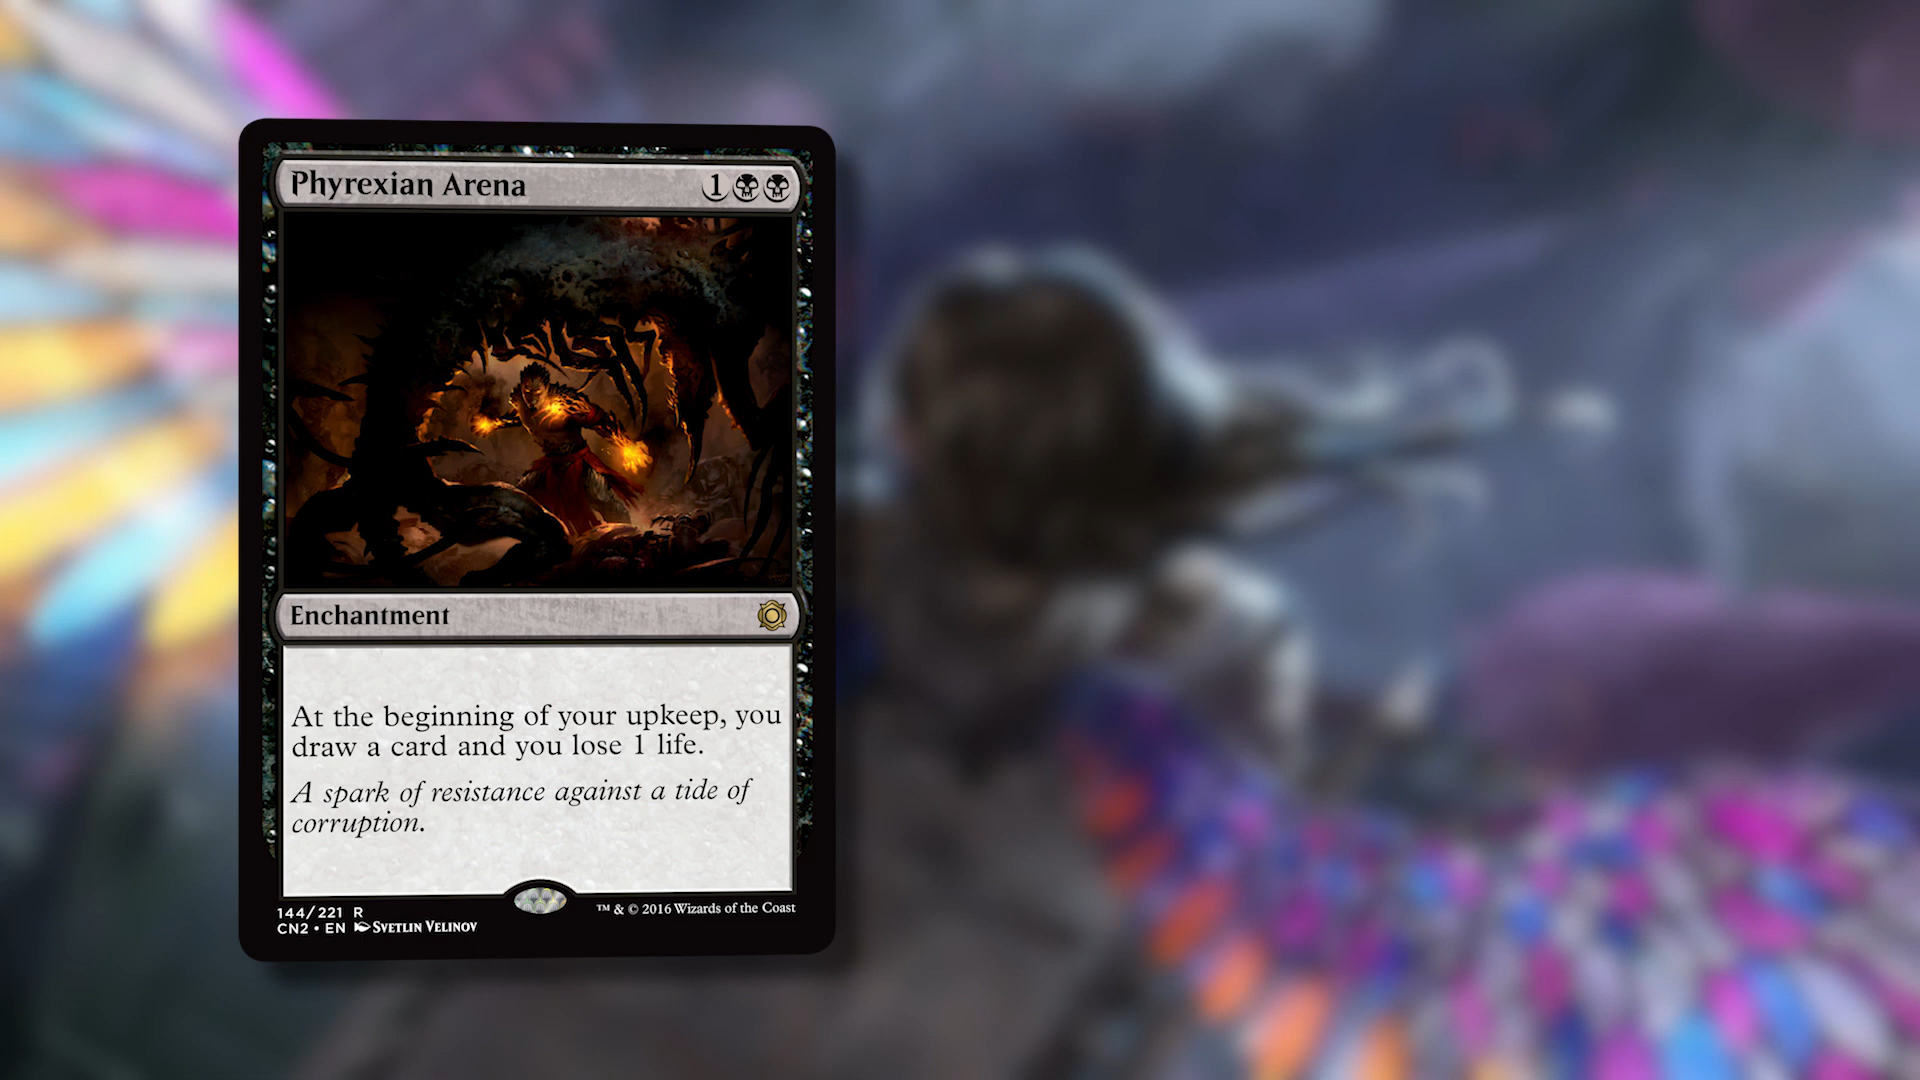 Phyrexian Arena 1
Enchantment
At the beginning of your upkeep, you
draw a card and you lose 1 life.
A spark of resistance against a tide of
corruption.
144/221 R
CN2 • EN Svetlin Velinov
™ & © 2016 Wizards of the Coast